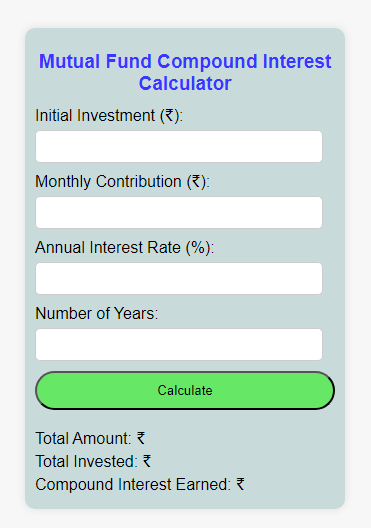 Mutual Fund Compound Interest
Calculator
Initial Investment (₹):
Monthly Contribution (₹):
Annual Interest Rate (%):
Number of Years:
Calculate
Total Amount: ₹
Total Invested: ₹
Compound Interest Earned: ₹